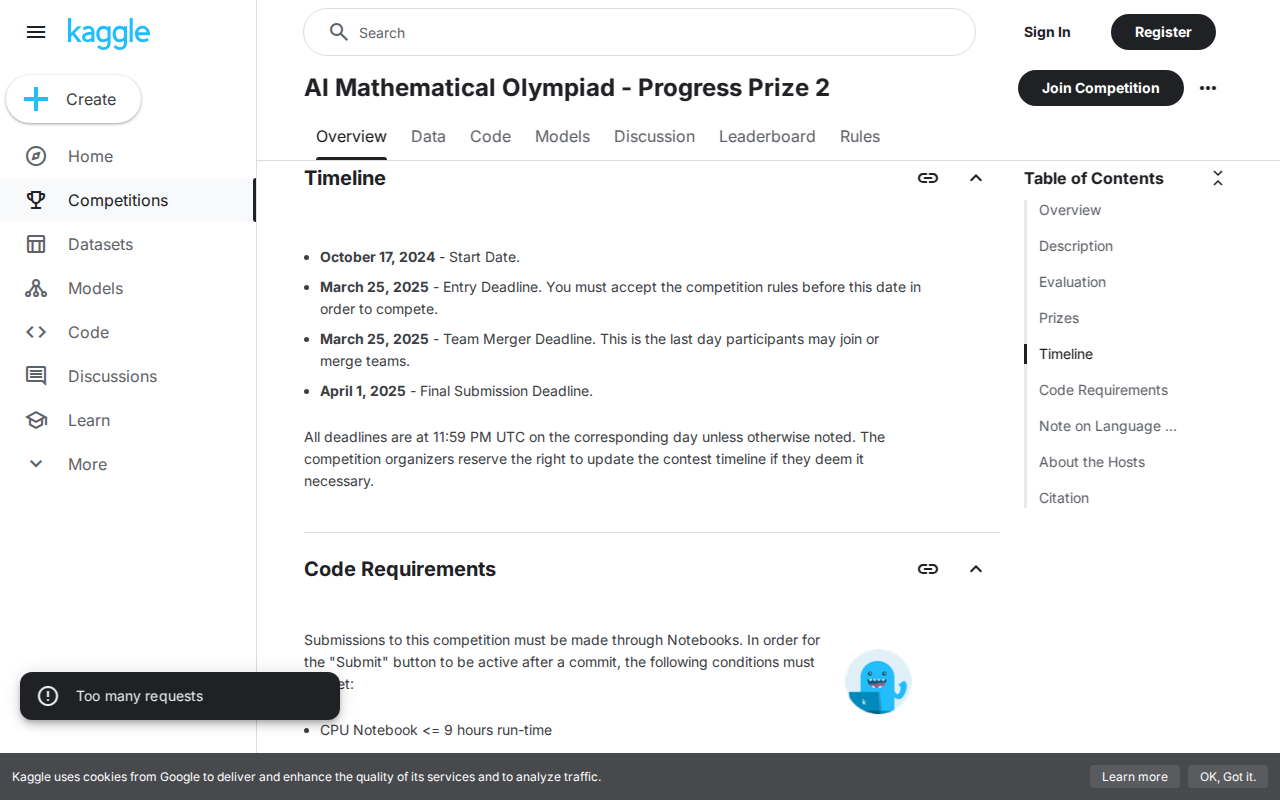 kaggle
Search
Sign In
Register
Create
AI Mathematical Olympiad - Progress Prize 2
Join Competition
Overview
Data
Code
Models
Discussion
Leaderboard
Rules
Home
Competitions
Datasets
Models
Code
Discussions
Learn
More
Timeline
October 17, 2024 - Start Date.
March 25, 2025 - Entry Deadline. You must accept the competition rules before this date in
order to compete.
March 25, 2025 - Team Merger Deadline. This is the last day participants may join or
merge teams.
April 1, 2025 - Final Submission Deadline.
All deadlines are at 11:59 PM UTC on the corresponding day unless otherwise noted. The
competition organizers reserve the right to update the contest timeline if they deem it
necessary.
Code Requirements
Submissions to this competition must be made through Notebooks. In order for
the "Submit" button to be active after a commit, the following conditions must
CPU Notebook <= 9 hours run-time
Table of Contents
Overview
Description
Evaluation
Prizes
Timeline
Code Requirements
Note on Language ...
About the Hosts
Citation
Too many requests
Kaggle uses cookies from Google to deliver and enhance the quality of its services and to analyze traffic.
Learn more
OK, Got it.